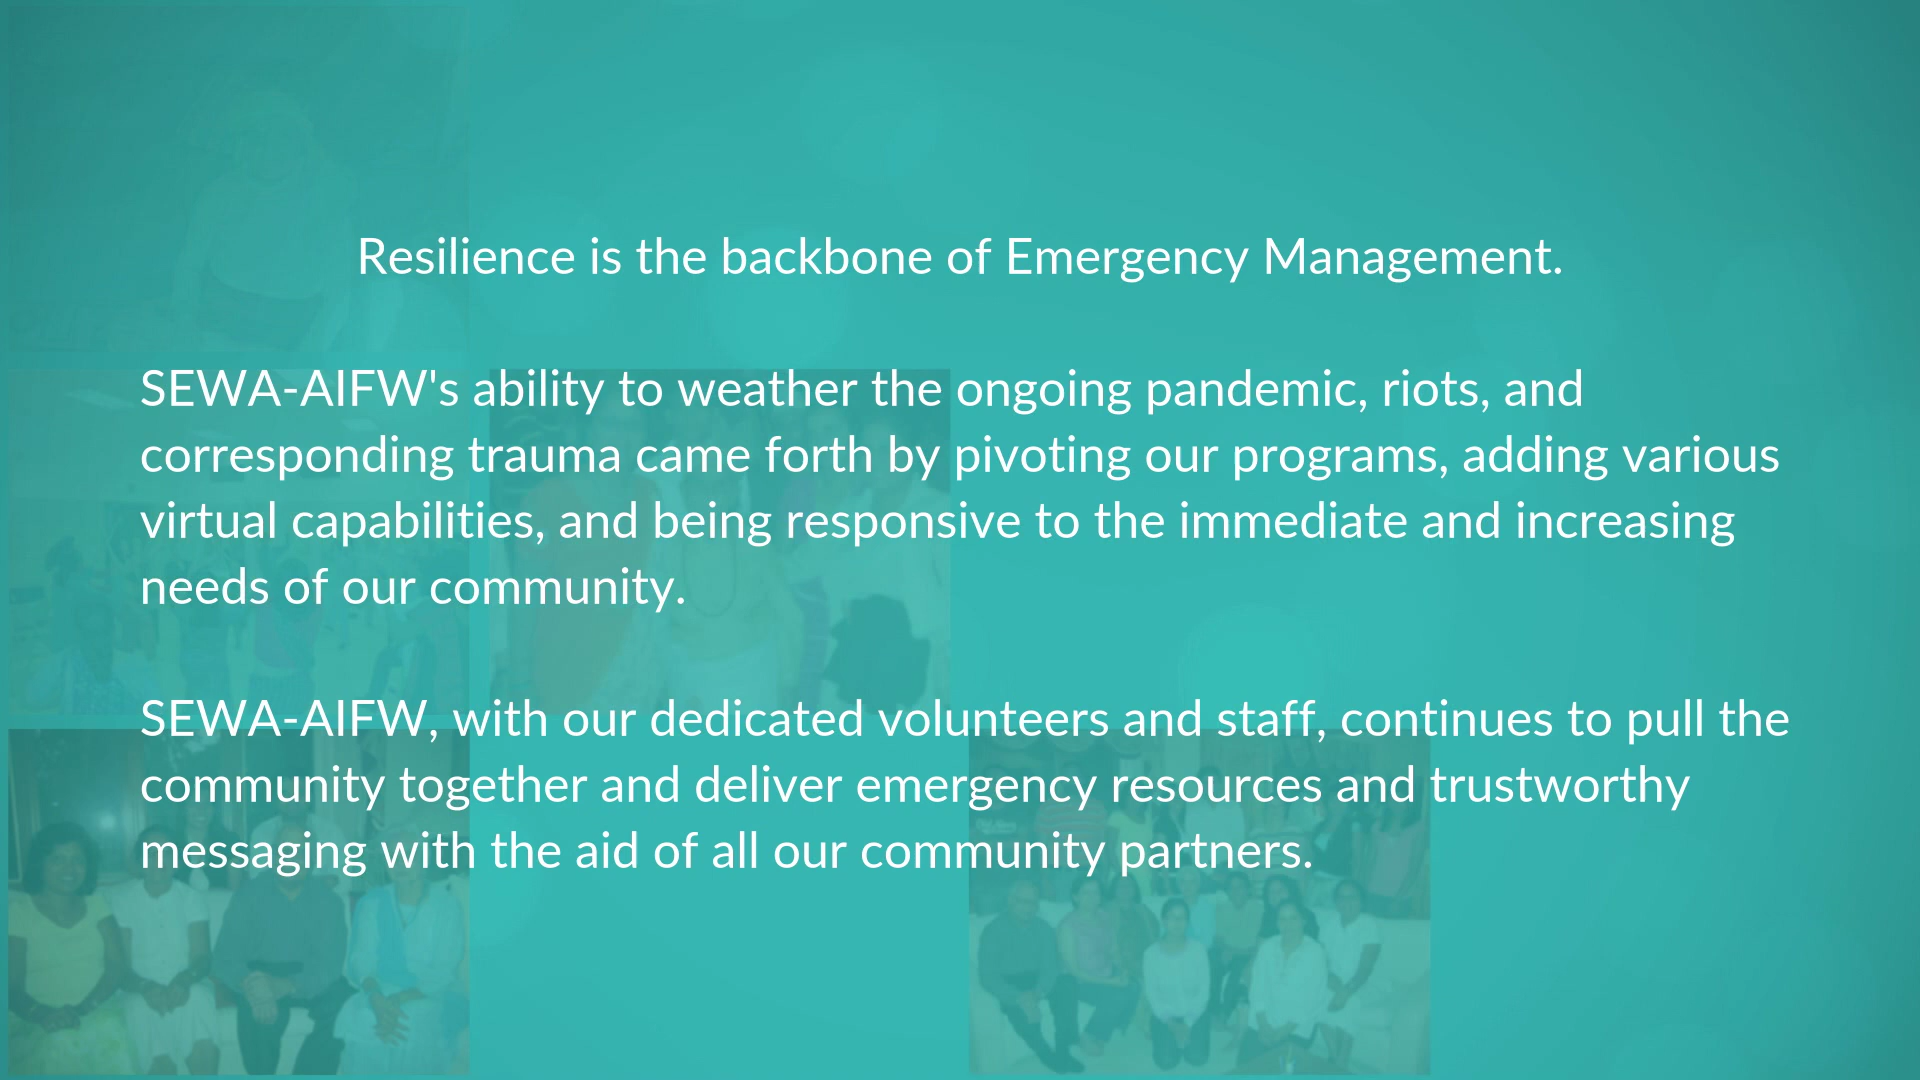 Resilience is the backbone of Emergency Management.
SEWA-AIFW's ability to weather the ongoing pandemic, riots, and
corresponding trauma came forth by pivoting our programs, adding various
virtual capabilities, and being responsive to the immediate and increasing
needs of our community.
SEWA-AIFW, with our dedicated volunteers and staff, continues to pull the
community together and deliver emergency resources and trustworthy
messaging with the aid of all our community partners.